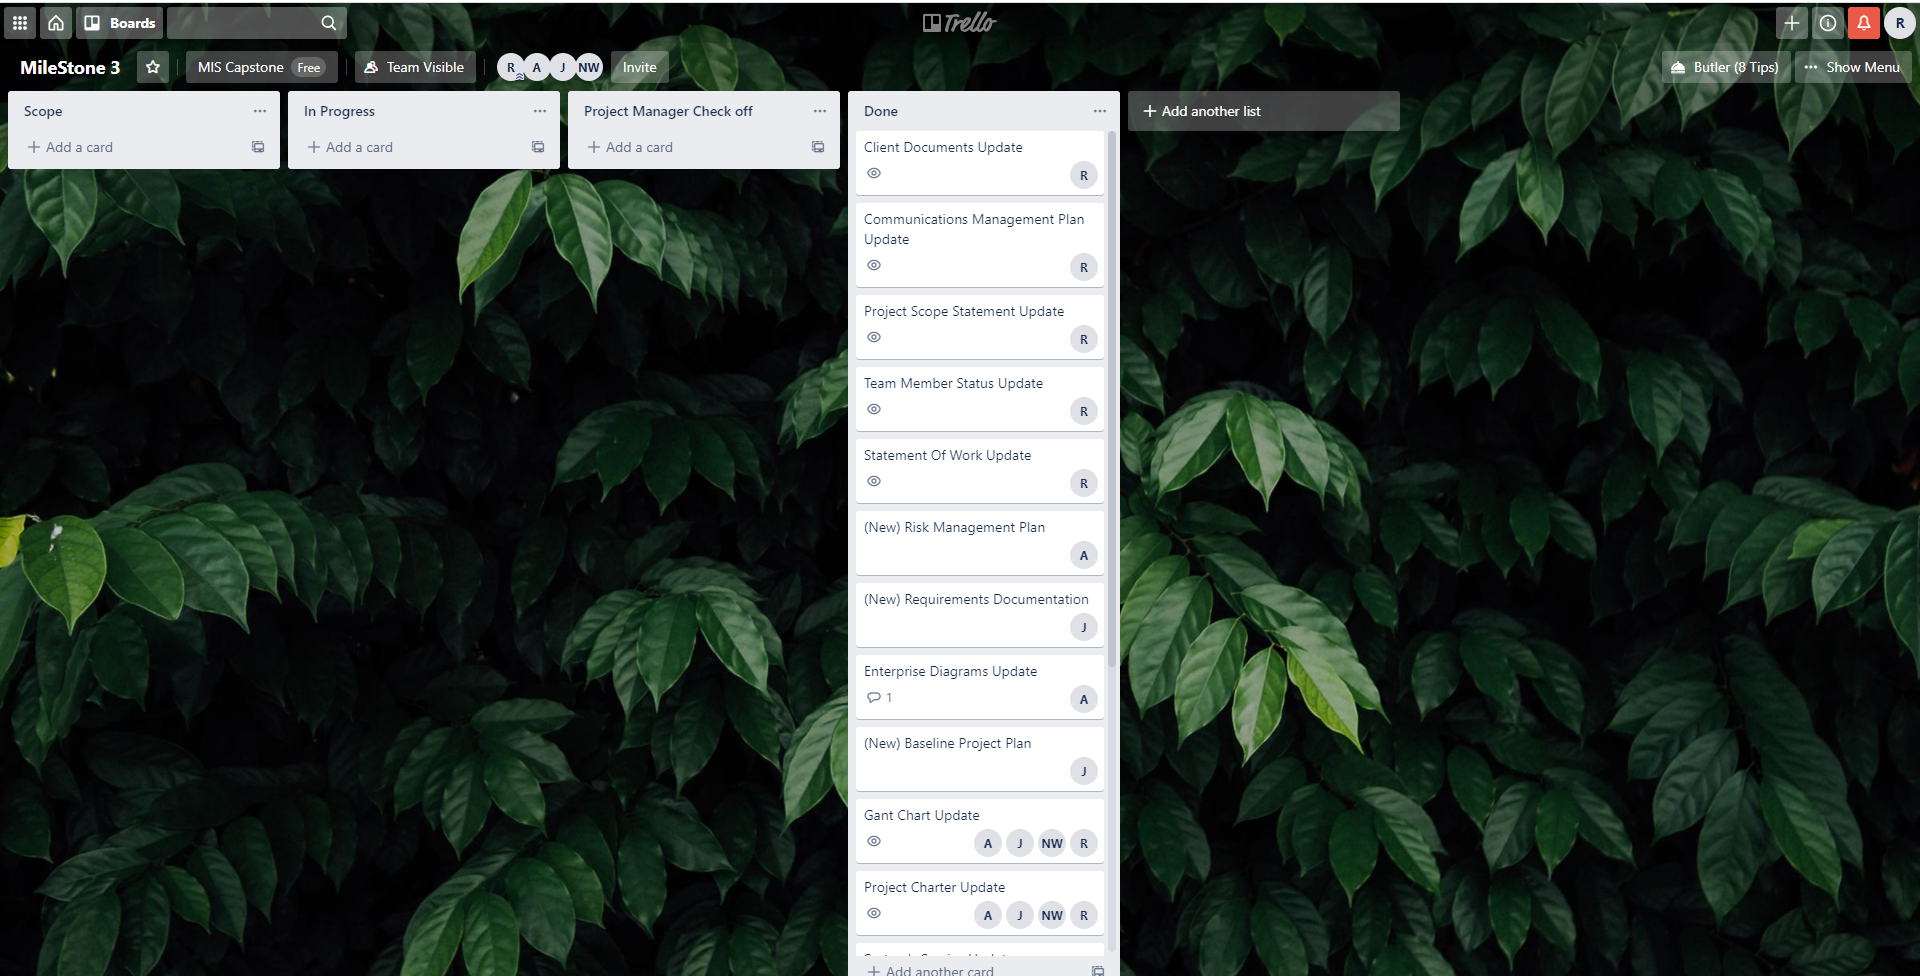 Boards
Trello
R
MileStone 3
MIS Capstone Free
Team Visible
R A J NW
Invite
Butler (8 Tips)
Show Menu
Scope
Add a card
In Progress
Add a card
Project Manager Check off
Add a card
Done
Client Documents Update
R
Communications Management Plan
Update
R
Project Scope Statement Update
R
Team Member Status Update
R
Statement Of Work Update
R
(New) Risk Management Plan
A
(New) Requirements Documentation
J
Enterprise Diagrams Update
1
A
(New) Baseline Project Plan
J
Gant Chart Update
A J NW R
Project Charter Update
A J NW R
Add another card
Add another list